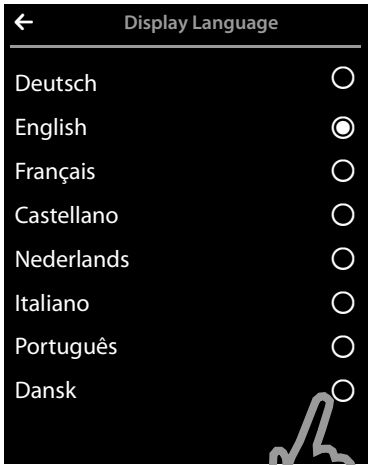 Display Language
Deutsch
English
Français
Castellano
Nederlands
Italiano
Português
Dansk